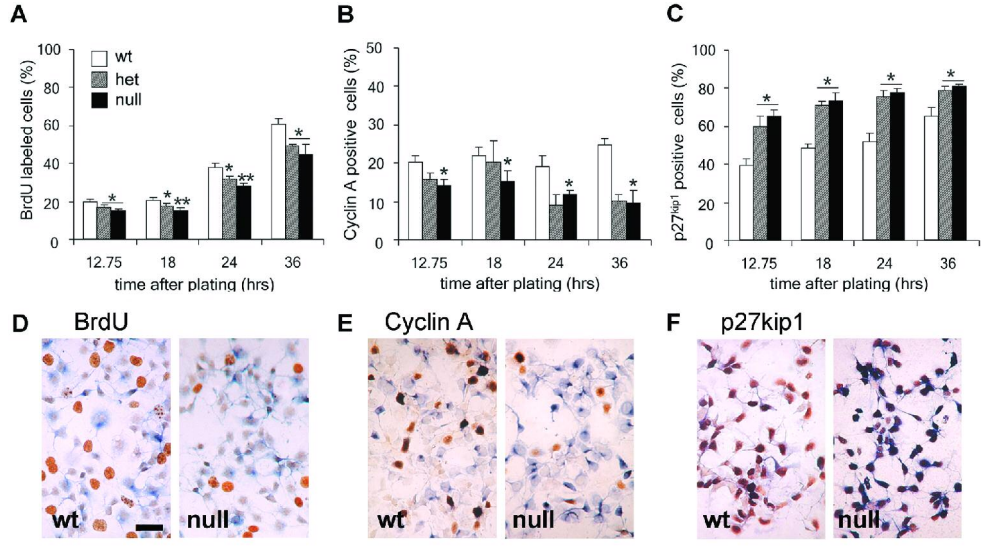 A
BrdU labeled cells (%)
100
80
60
40
20
0
wt
het
null
*
*
**
*
**
*
12.75
18
24
36
time after plating (hrs)
B
Cyclin A positive cells (%)
50
40
30
20
10
0
*
*
*
*
12.75
18
24
36
time after plating (hrs)
C
p27kip1 positive cells (%)
100
80
60
40
20
0
*
*
*
*
12.75
18
24
36
time after plating (hrs)
D
BrdU
wt
null
E
Cyclin A
wt
null
F
p27kip1
wt
null